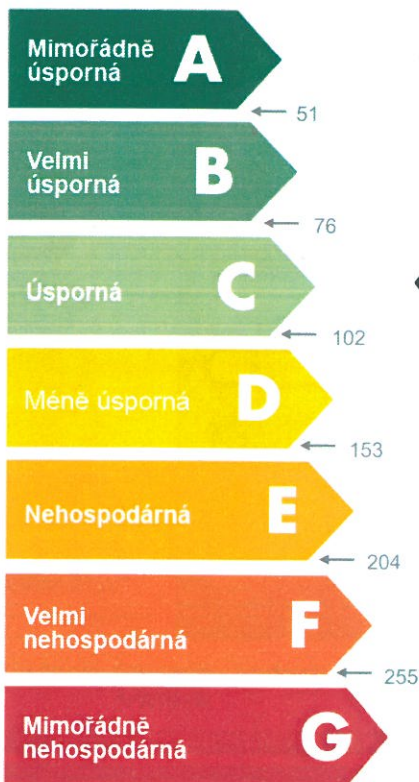 Mimořádně
úsporná
A
51
Velmi
úsporná
B
76
Úsporná
C
102
Méně úsporná
D
153
Nehospodárná
E
204
Velmi
nehospodárná
F
255
Mimořádně
nehospodárná
G